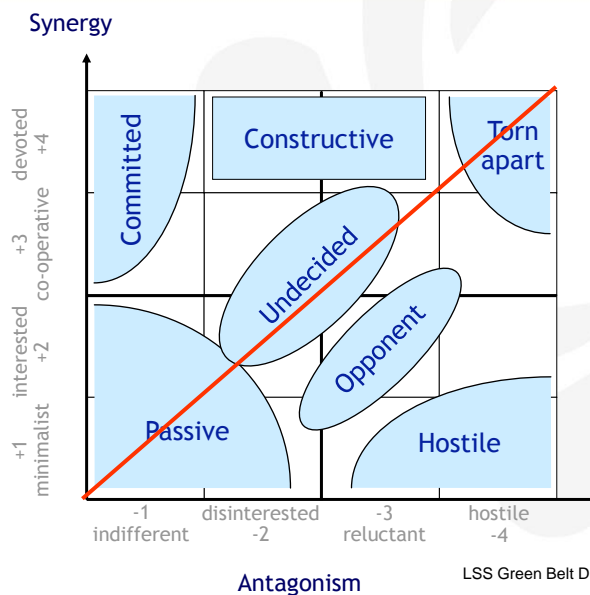 Synergy
devoted
+4
co-operative
+3
interested
+2
minimalist
+1
Committed
Constructive
Torn
apart
Undecided
Opponent
Passive
Hostile
-1
indifferent
disinterested
-2
-3
reluctant
hostile
-4
Antagonism
LSS Green Belt D